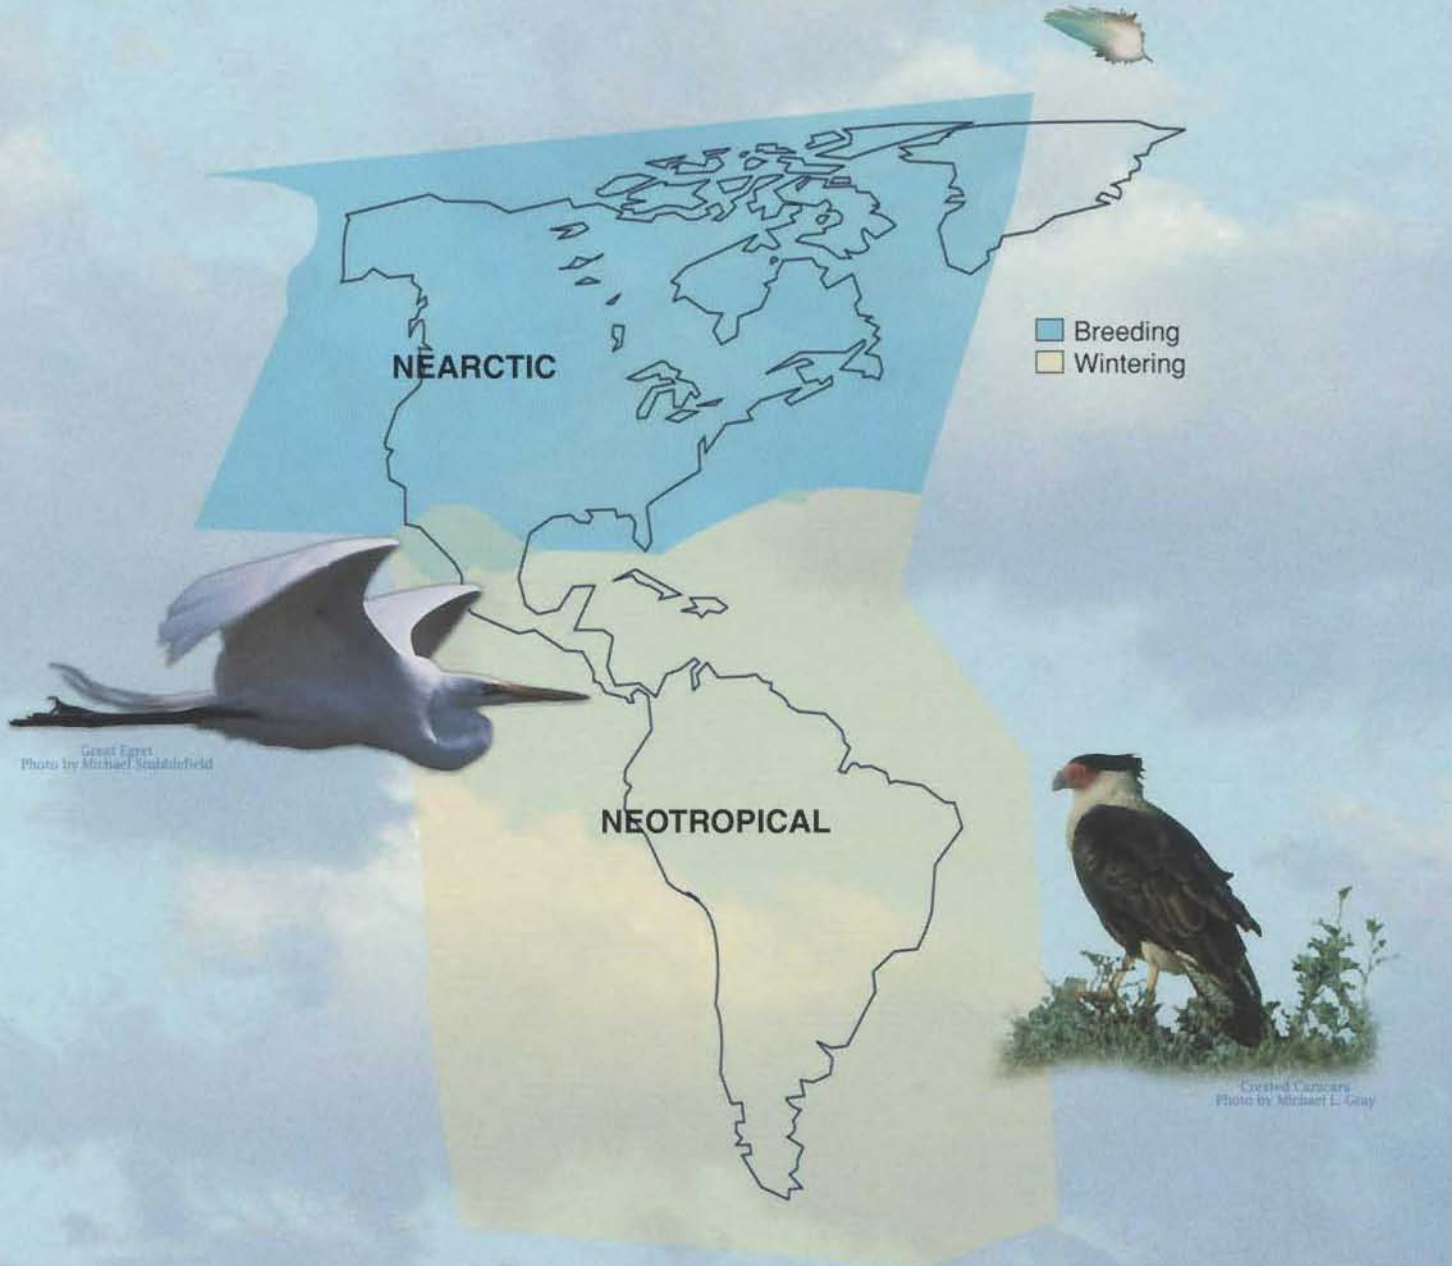 Breeding
Wintering
NEARCTIC
Great Egret
Photo by Michael Stubblefield
NEOTROPICAL
Crested Caracara
Photo by Michael L. Gray